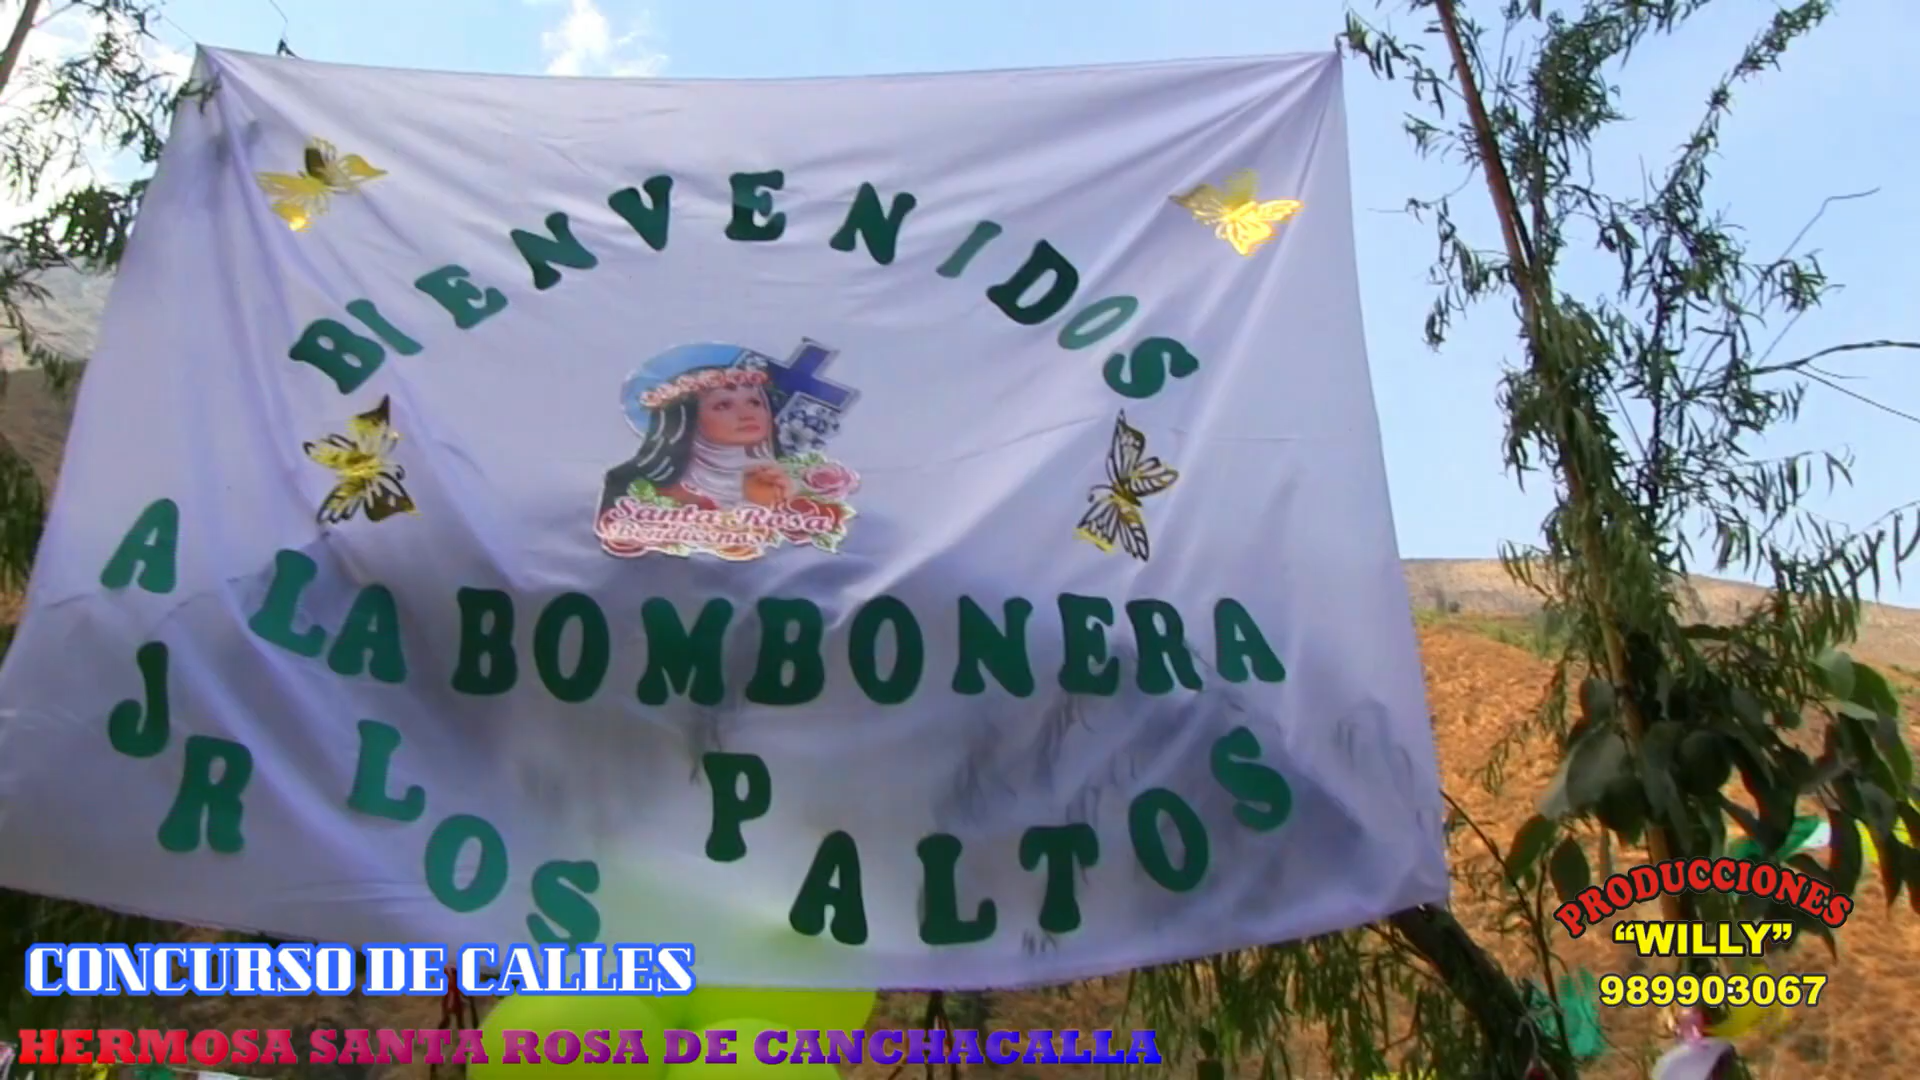 BIENVENIDOS
Santa Rosa
A LA BOMBONERA
JR LOS PALTOS
CONCURSO DE CALLES
HERMOSA SANTA ROSA DE CANCHACALLA
PRODUCCIONES
“WILLY”
989903067